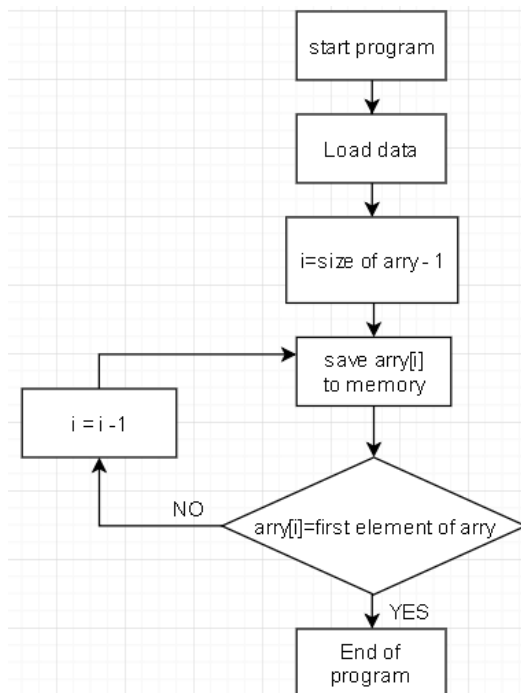 start program
Load data
i=size of arry - 1
save arry[i]
to memory
i = i -1
NO
arry[i]=first element of arry
YES
End of
program